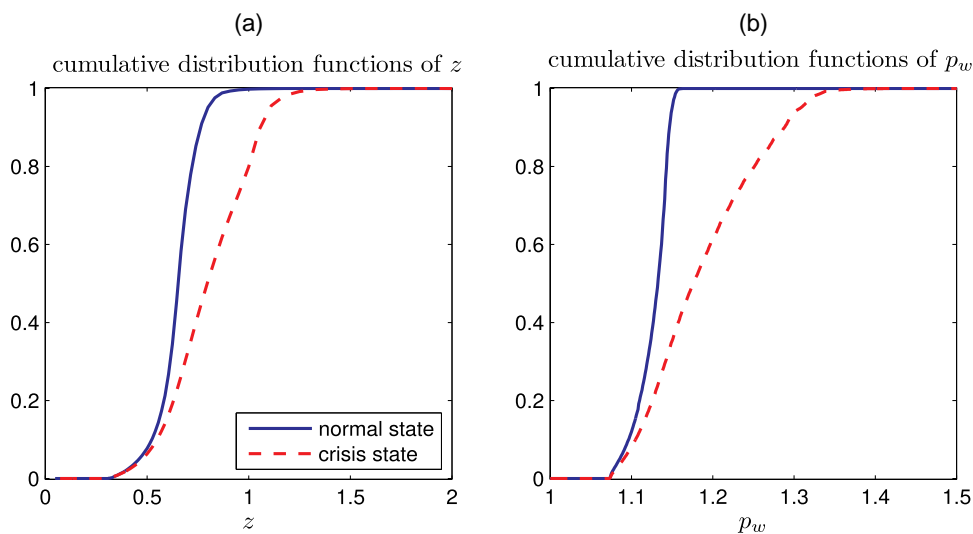 (a)
cumulative distribution functions of z
1
0.8
0.6
0.4
0.2
0
0 0.5 1 1.5 2
z
normal state
crisis state
(b)
cumulative distribution functions of p_w
1
0.8
0.6
0.4
0.2
0
1 1.1 1.2 1.3 1.4 1.5
p_w